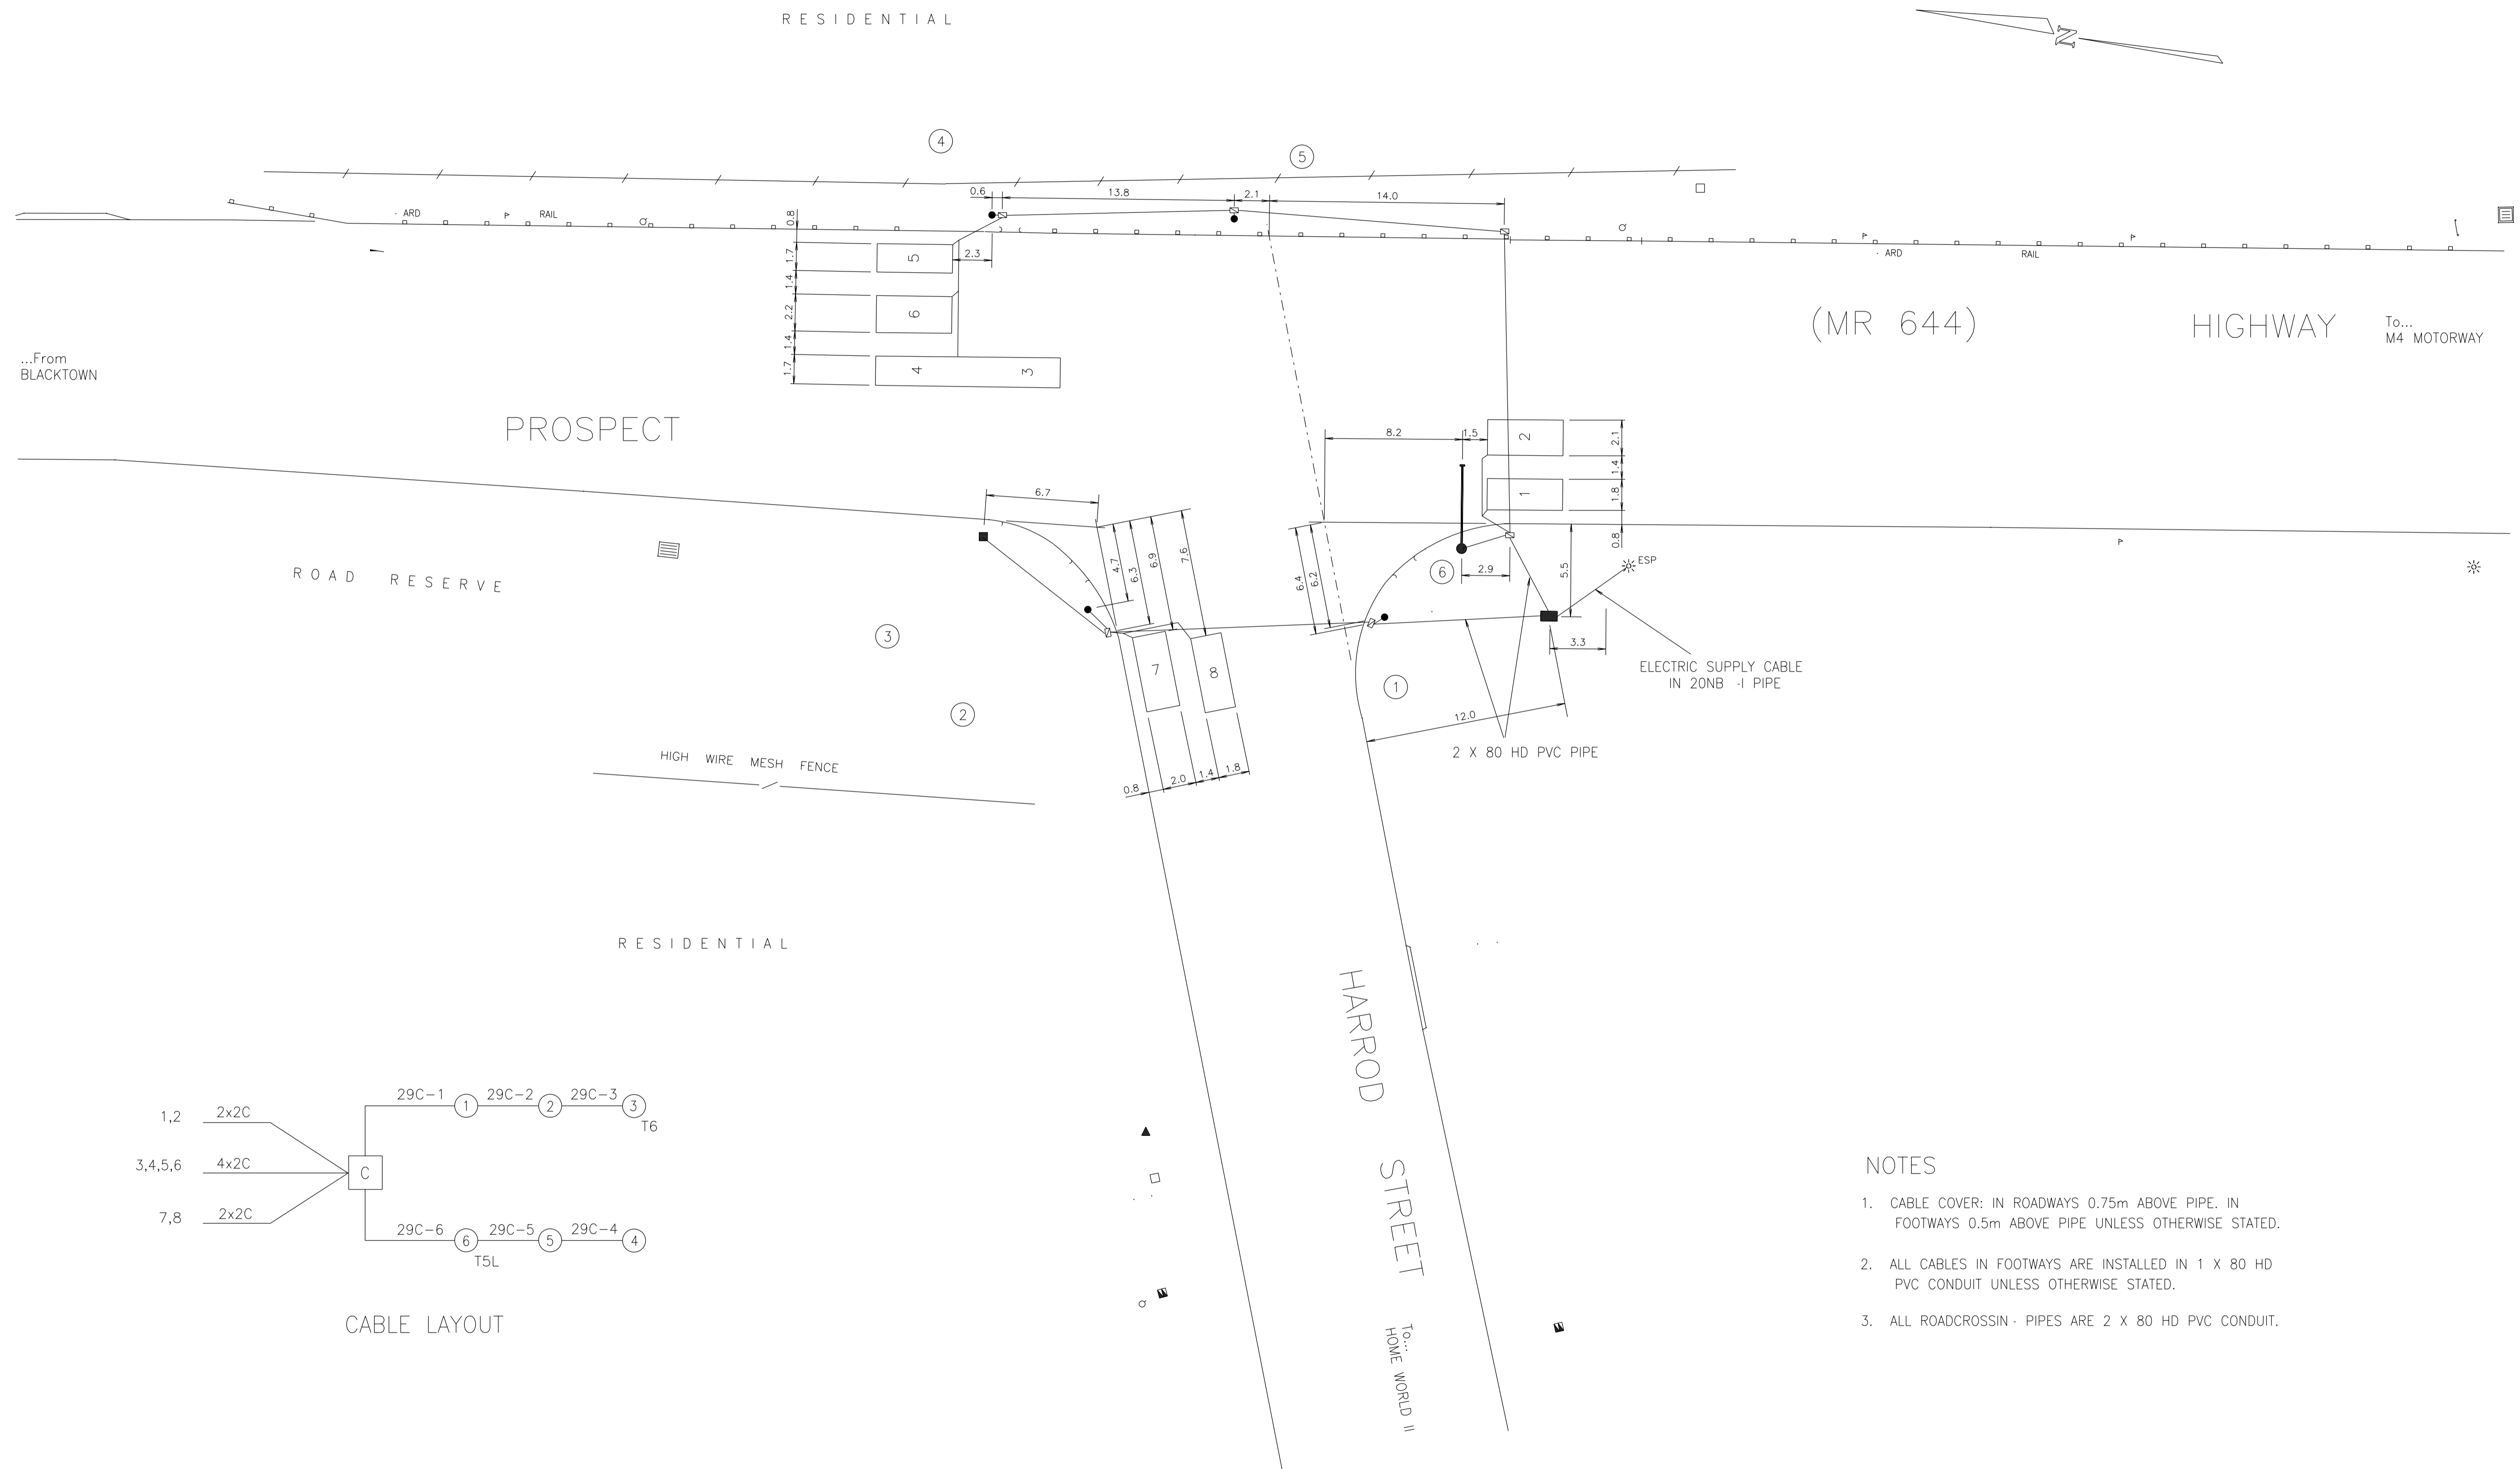 RESIDENTIAL
N
4
5
0.6
13.8
2.1
14.0
ARD
RAIL
0.8
1.7
1.4
2.2
1.4
1.7
5
2.3
6
4
3
ARD
RAIL
(MR 644)
HIGHWAY
To...
M4 MOTORWAY
...From
BLACKTOWN
PROSPECT
8.2
1.5
2
1
2.1
1.4
1.8
0.8
6.7
4.7
6.3
6.9
7.6
6.4
6.2
6
2.9
5.5
ESP
3.3
ROAD RESERVE
3
2
7
8
1
12.0
ELECTRIC SUPPLY CABLE
IN 20NB -I PIPE
2 X 80 HD PVC PIPE
HIGH WIRE MESH FENCE
0.8
2.0
1.4
1.8
RESIDENTIAL
HARROD STREET
To...
HOME WORLD II
29C-1
1
29C-2
2
29C-3
3
T6
1,2
2x2C
3,4,5,6
4x2C
C
7,8
2x2C
29C-6
6
29C-5
5
29C-4
4
T5L
CABLE LAYOUT
NOTES
1. CABLE COVER: IN ROADWAYS 0.75m ABOVE PIPE. IN
FOOTWAYS 0.5m ABOVE PIPE UNLESS OTHERWISE STATED.
2. ALL CABLES IN FOOTWAYS ARE INSTALLED IN 1 X 80 HD
PVC CONDUIT UNLESS OTHERWISE STATED.
3. ALL ROADCROSSIN- PIPES ARE 2 X 80 HD PVC CONDUIT.